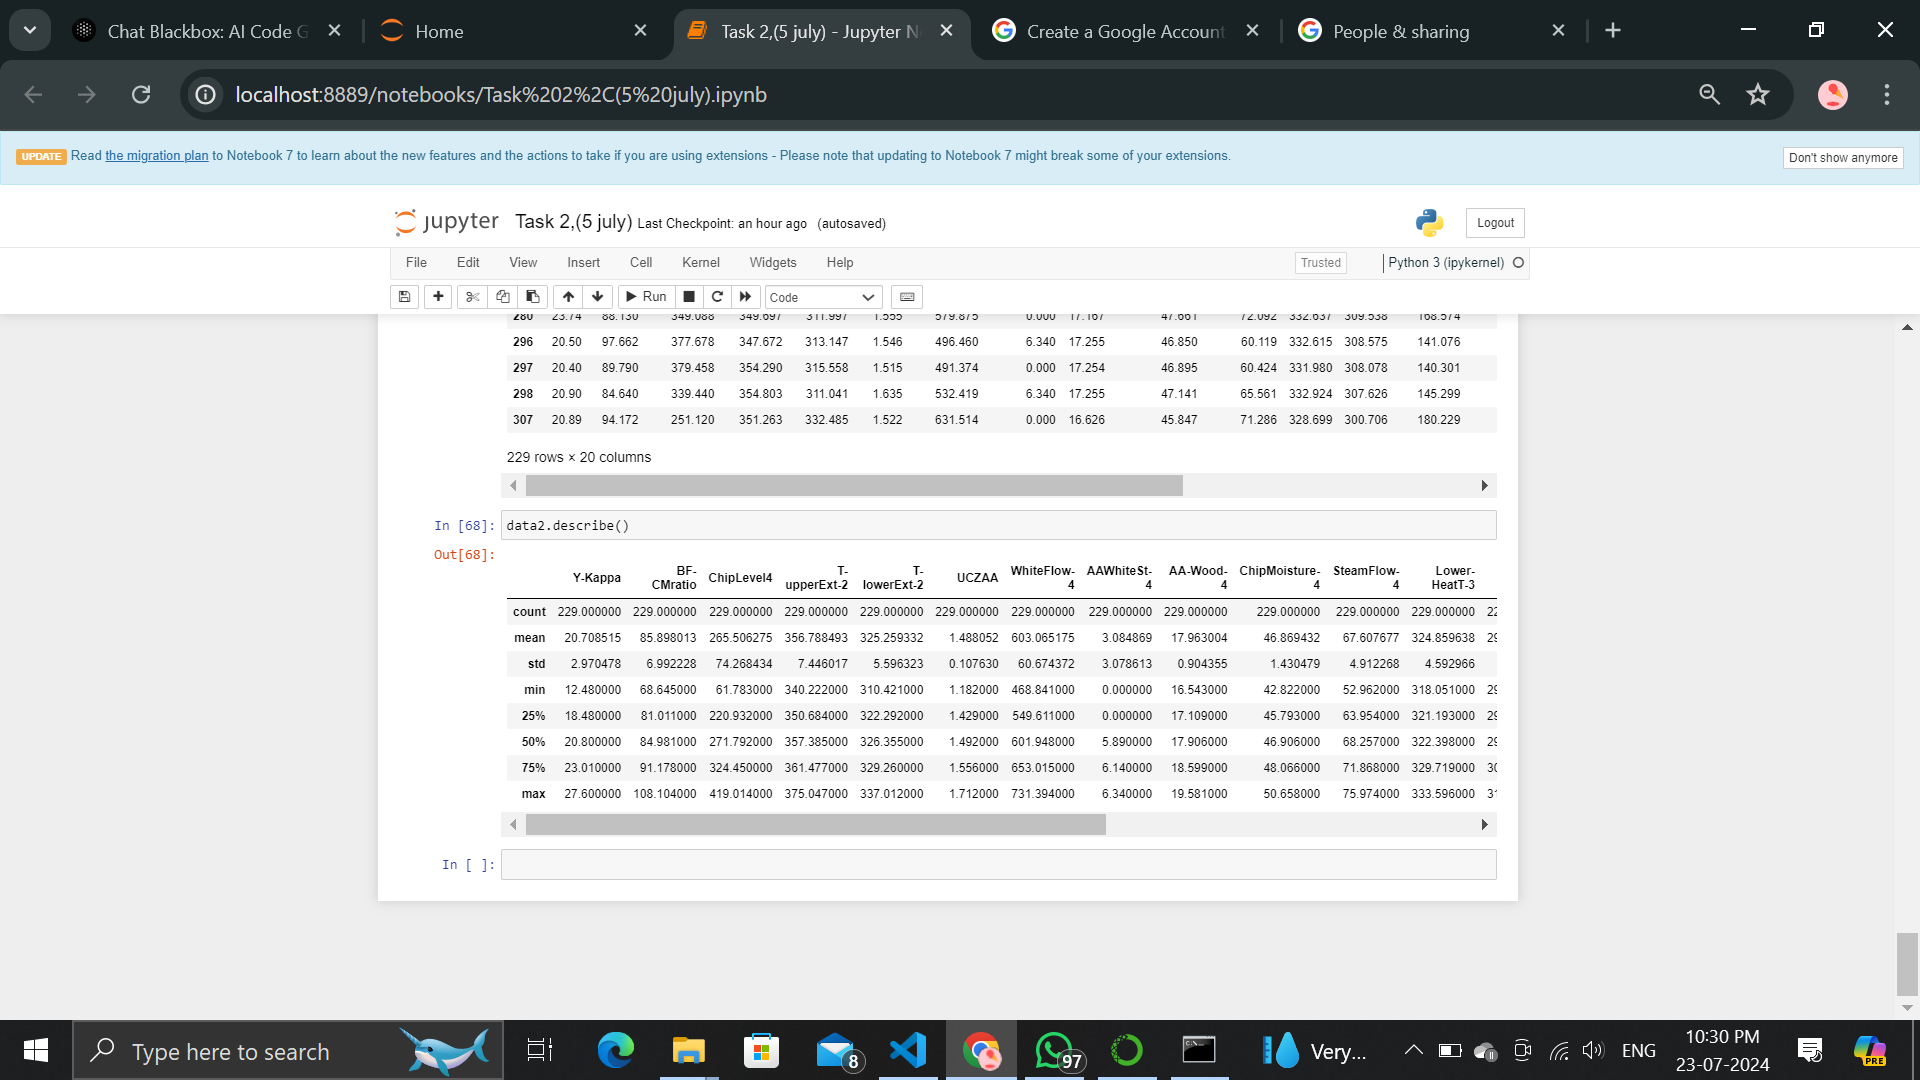 Chat Blackbox: AI Code G
Home
Task 2,(5 july) - Jupyter N
Create a Google Account
People & sharing
localhost:8889/notebooks/Task%202%2C(5%20july).ipynb
UPDATE Read the migration plan to Notebook 7 to learn about the new features and the actions to take if you are using extensions - Please note that updating to Notebook 7 might break some of your extensions.
Don't show anymore
jupyter Task 2,(5 july) Last Checkpoint: an hour ago (autosaved)
Logout
File Edit View Insert Cell Kernel Widgets Help
Trusted
Python 3 (ipykernel)
Run
Code
280 23.74 88.130 349.088 349.697 311.997 1.555 579.875 0.000 17.167 47.661 72.092 332.637 309.538 168.574
296 20.50 97.662 377.678 347.672 313.147 1.546 496.460 6.340 17.255 46.850 60.119 332.615 308.575 141.076
297 20.40 89.790 379.458 354.290 315.558 1.515 491.374 0.000 17.254 46.895 60.424 331.980 308.078 140.301
298 20.90 84.640 339.440 354.803 311.041 1.635 532.419 6.340 17.255 47.141 65.561 332.924 307.626 145.299
307 20.89 94.172 251.120 351.263 332.485 1.522 631.514 0.000 16.626 45.847 71.286 328.699 300.706 180.229
229 rows × 20 columns
In [68]: data2.describe()
Out[68]:
Y-Kappa BF-CMratio ChipLevel4 T-upperExt-2 T-lowerExt-2 UCZAA WhiteFlow-4 AAWhiteSt-4 AA-Wood-4 ChipMoisture-4 SteamFlow-4 Lower-HeatT-3
count 229.000000 229.000000 229.000000 229.000000 229.000000 229.000000 229.000000 229.000000 229.000000 229.000000 229.000000 229.000000 22
mean 20.708515 85.898013 265.506275 356.788493 325.259332 1.488052 603.065175 3.084869 17.963004 46.869432 67.607677 324.859638 29
std 2.970478 6.992228 74.268434 7.446017 5.596323 0.107630 60.674372 3.078613 0.904355 1.430479 4.912268 4.592966
min 12.480000 68.645000 61.783000 340.222000 310.421000 1.182000 468.841000 0.000000 16.543000 42.822000 52.962000 318.051000 29
25% 18.480000 81.011000 220.932000 350.684000 322.292000 1.429000 549.611000 0.000000 17.109000 45.793000 63.954000 321.193000 29
50% 20.800000 84.981000 271.792000 357.385000 326.355000 1.492000 601.948000 5.890000 17.906000 46.906000 68.257000 322.398000 29
75% 23.010000 91.178000 324.450000 361.477000 329.260000 1.556000 653.015000 6.140000 18.599000 48.066000 71.868000 329.719000 30
max 27.600000 108.104000 419.014000 375.047000 337.012000 1.712000 731.394000 6.340000 19.581000 50.658000 75.974000 333.596000 31
In [ ]:
Type here to search
8
97
Very...
ENG
10:30 PM
23-07-2024
PRE